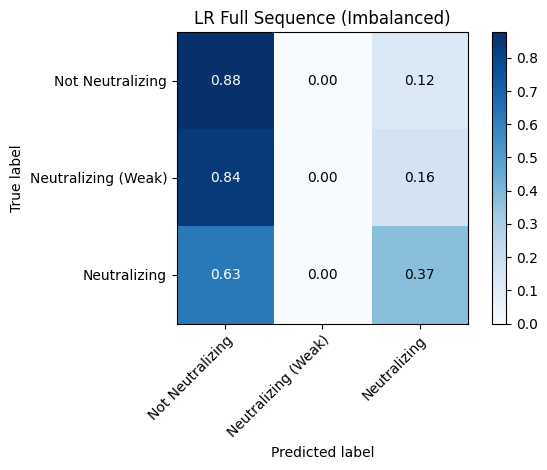 LR Full Sequence (Imbalanced)
True label
Not Neutralizing
0.88 0.00 0.12
Neutralizing (Weak)
0.84 0.00 0.16
Neutralizing
0.63 0.00 0.37
Not Neutralizing
Neutralizing (Weak)
Neutralizing
Predicted label
0.8
0.7
0.6
0.5
0.4
0.3
0.2
0.1
0.0